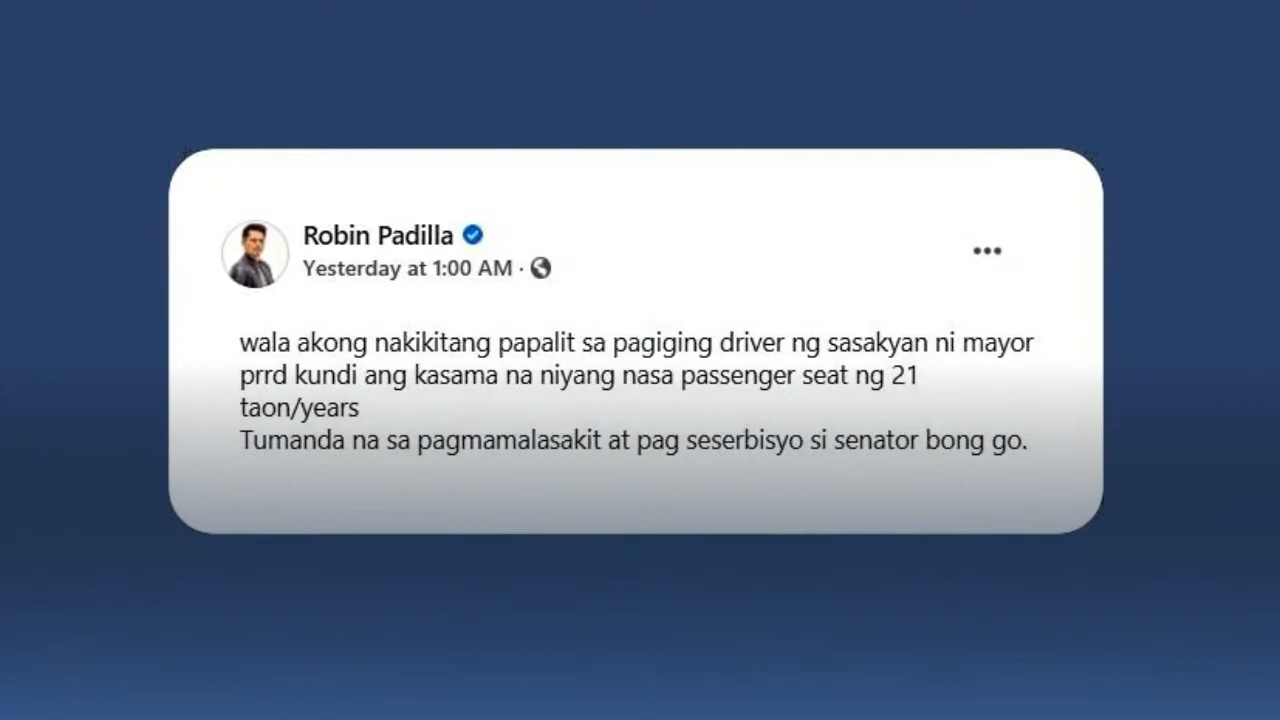 Robin Padilla
Yesterday at 1:00 AM ·
wala akong nakikitang papalit sa pagiging driver ng sasakyan ni mayor
prrd kundi ang kasama na niyang nasa passenger seat ng 21
taon/years
Tumanda na sa pagmamalasakit at pag seserbisyo si senator bong go.